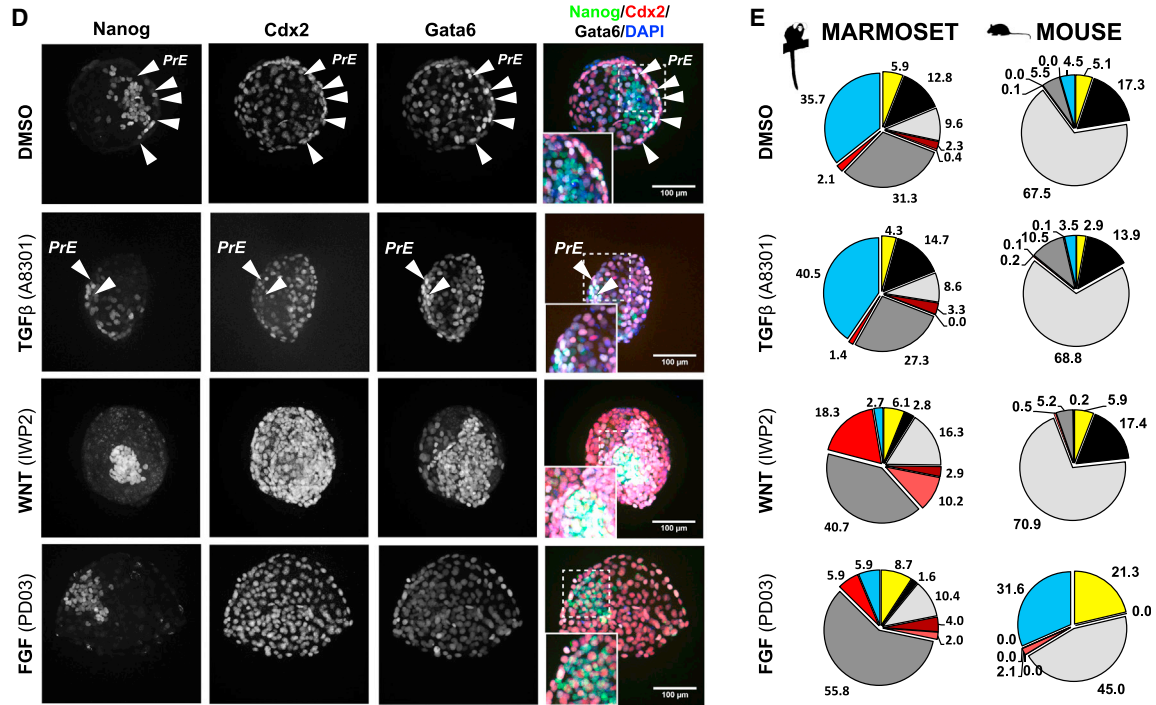 D
Nanog
Cdx2
Gata6
Nanog/Cdx2/
Gata6/DAPI
DMSO
PrE
PrE
PrE
PrE
100 µm
TGFβ (A8301)
PrE
PrE
PrE
PrE
100 µm
WNT (IWP2)
100 µm
FGF (PD03)
100 µm
E
MARMOSET
MOUSE
DMSO
5.9
12.8
9.6
2.3
0.4
31.3
2.1
35.7
0.0
4.5
5.1
17.3
67.5
0.1
0.0
5.5
TGFβ (A8301)
4.3
14.7
8.6
3.3
0.0
27.3
1.4
40.5
0.1
3.5
2.9
13.9
68.8
0.2
0.1
10.5
WNT (IWP2)
2.7
6.1
2.8
16.3
2.9
10.2
40.7
18.3
0.5
5.2
0.2
5.9
17.4
70.9
FGF (PD03)
5.9
5.9
8.7
1.6
10.4
4.0
2.0
55.8
31.6
21.3
0.0
45.0
0.0
0.0
2.1
0.0